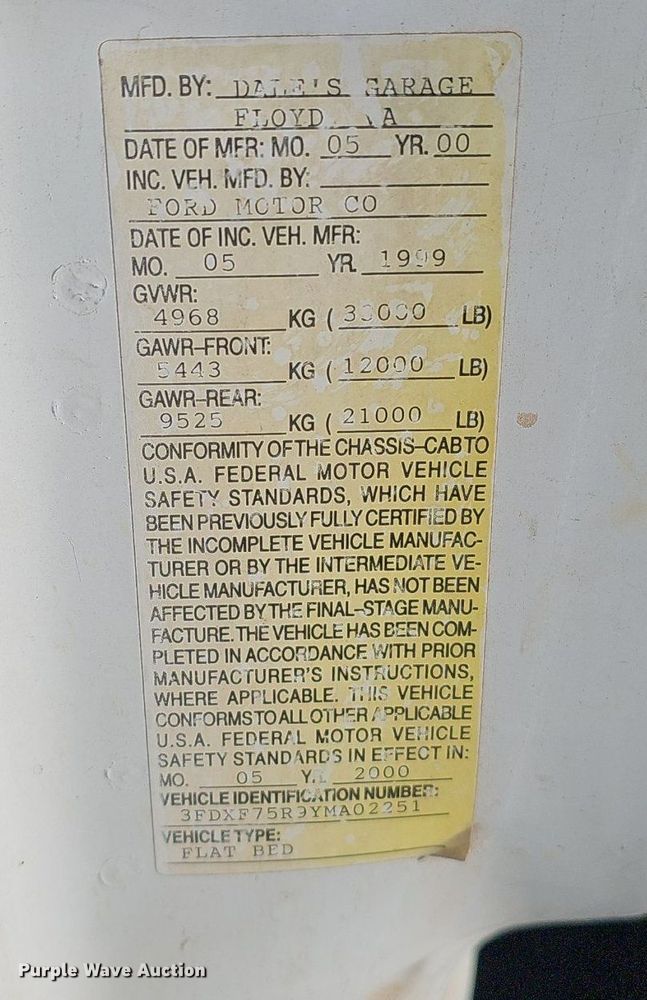 MFD. BY: DALE'S GARAGE
FLOYD, VA
DATE OF MFR: MO. 05 YR. 00
INC. VEH. MFD. BY:
FORD MOTOR CO
DATE OF INC. VEH. MFR:
MO. 05 YR. 1999
GVWR:
4968 KG ( 33000 LB)
GAWR–FRONT:
5443 KG ( 12000 LB)
GAWR–REAR:
9525 KG ( 21000 LB)
CONFORMITY OF THE CHASSIS–CAB TO
U.S.A. FEDERAL MOTOR VEHICLE
SAFETY STANDARDS, WHICH HAVE
BEEN PREVIOUSLY FULLY CERTIFIED BY
THE INCOMPLETE VEHICLE MANUFAC-
TURER OR BY THE INTERMEDIATE VE-
HICLE MANUFACTURER, HAS NOT BEEN
AFFECTED BY THE FINAL–STAGE MANU-
FACTURE. THE VEHICLE HAS BEEN COM-
PLETED IN ACCORDANCE WITH PRIOR
MANUFACTURER'S INSTRUCTIONS,
WHERE APPLICABLE. THIS VEHICLE
CONFORMS TO ALL OTHER APPLICABLE
U.S.A. FEDERAL MOTOR VEHICLE
SAFETY STANDARDS IN EFFECT IN:
MO. 05 YR. 2000
VEHICLE IDENTIFICATION NUMBER:
3FDXF75R9YMA02251
VEHICLE TYPE:
FLAT BED
Purple Wave Auction